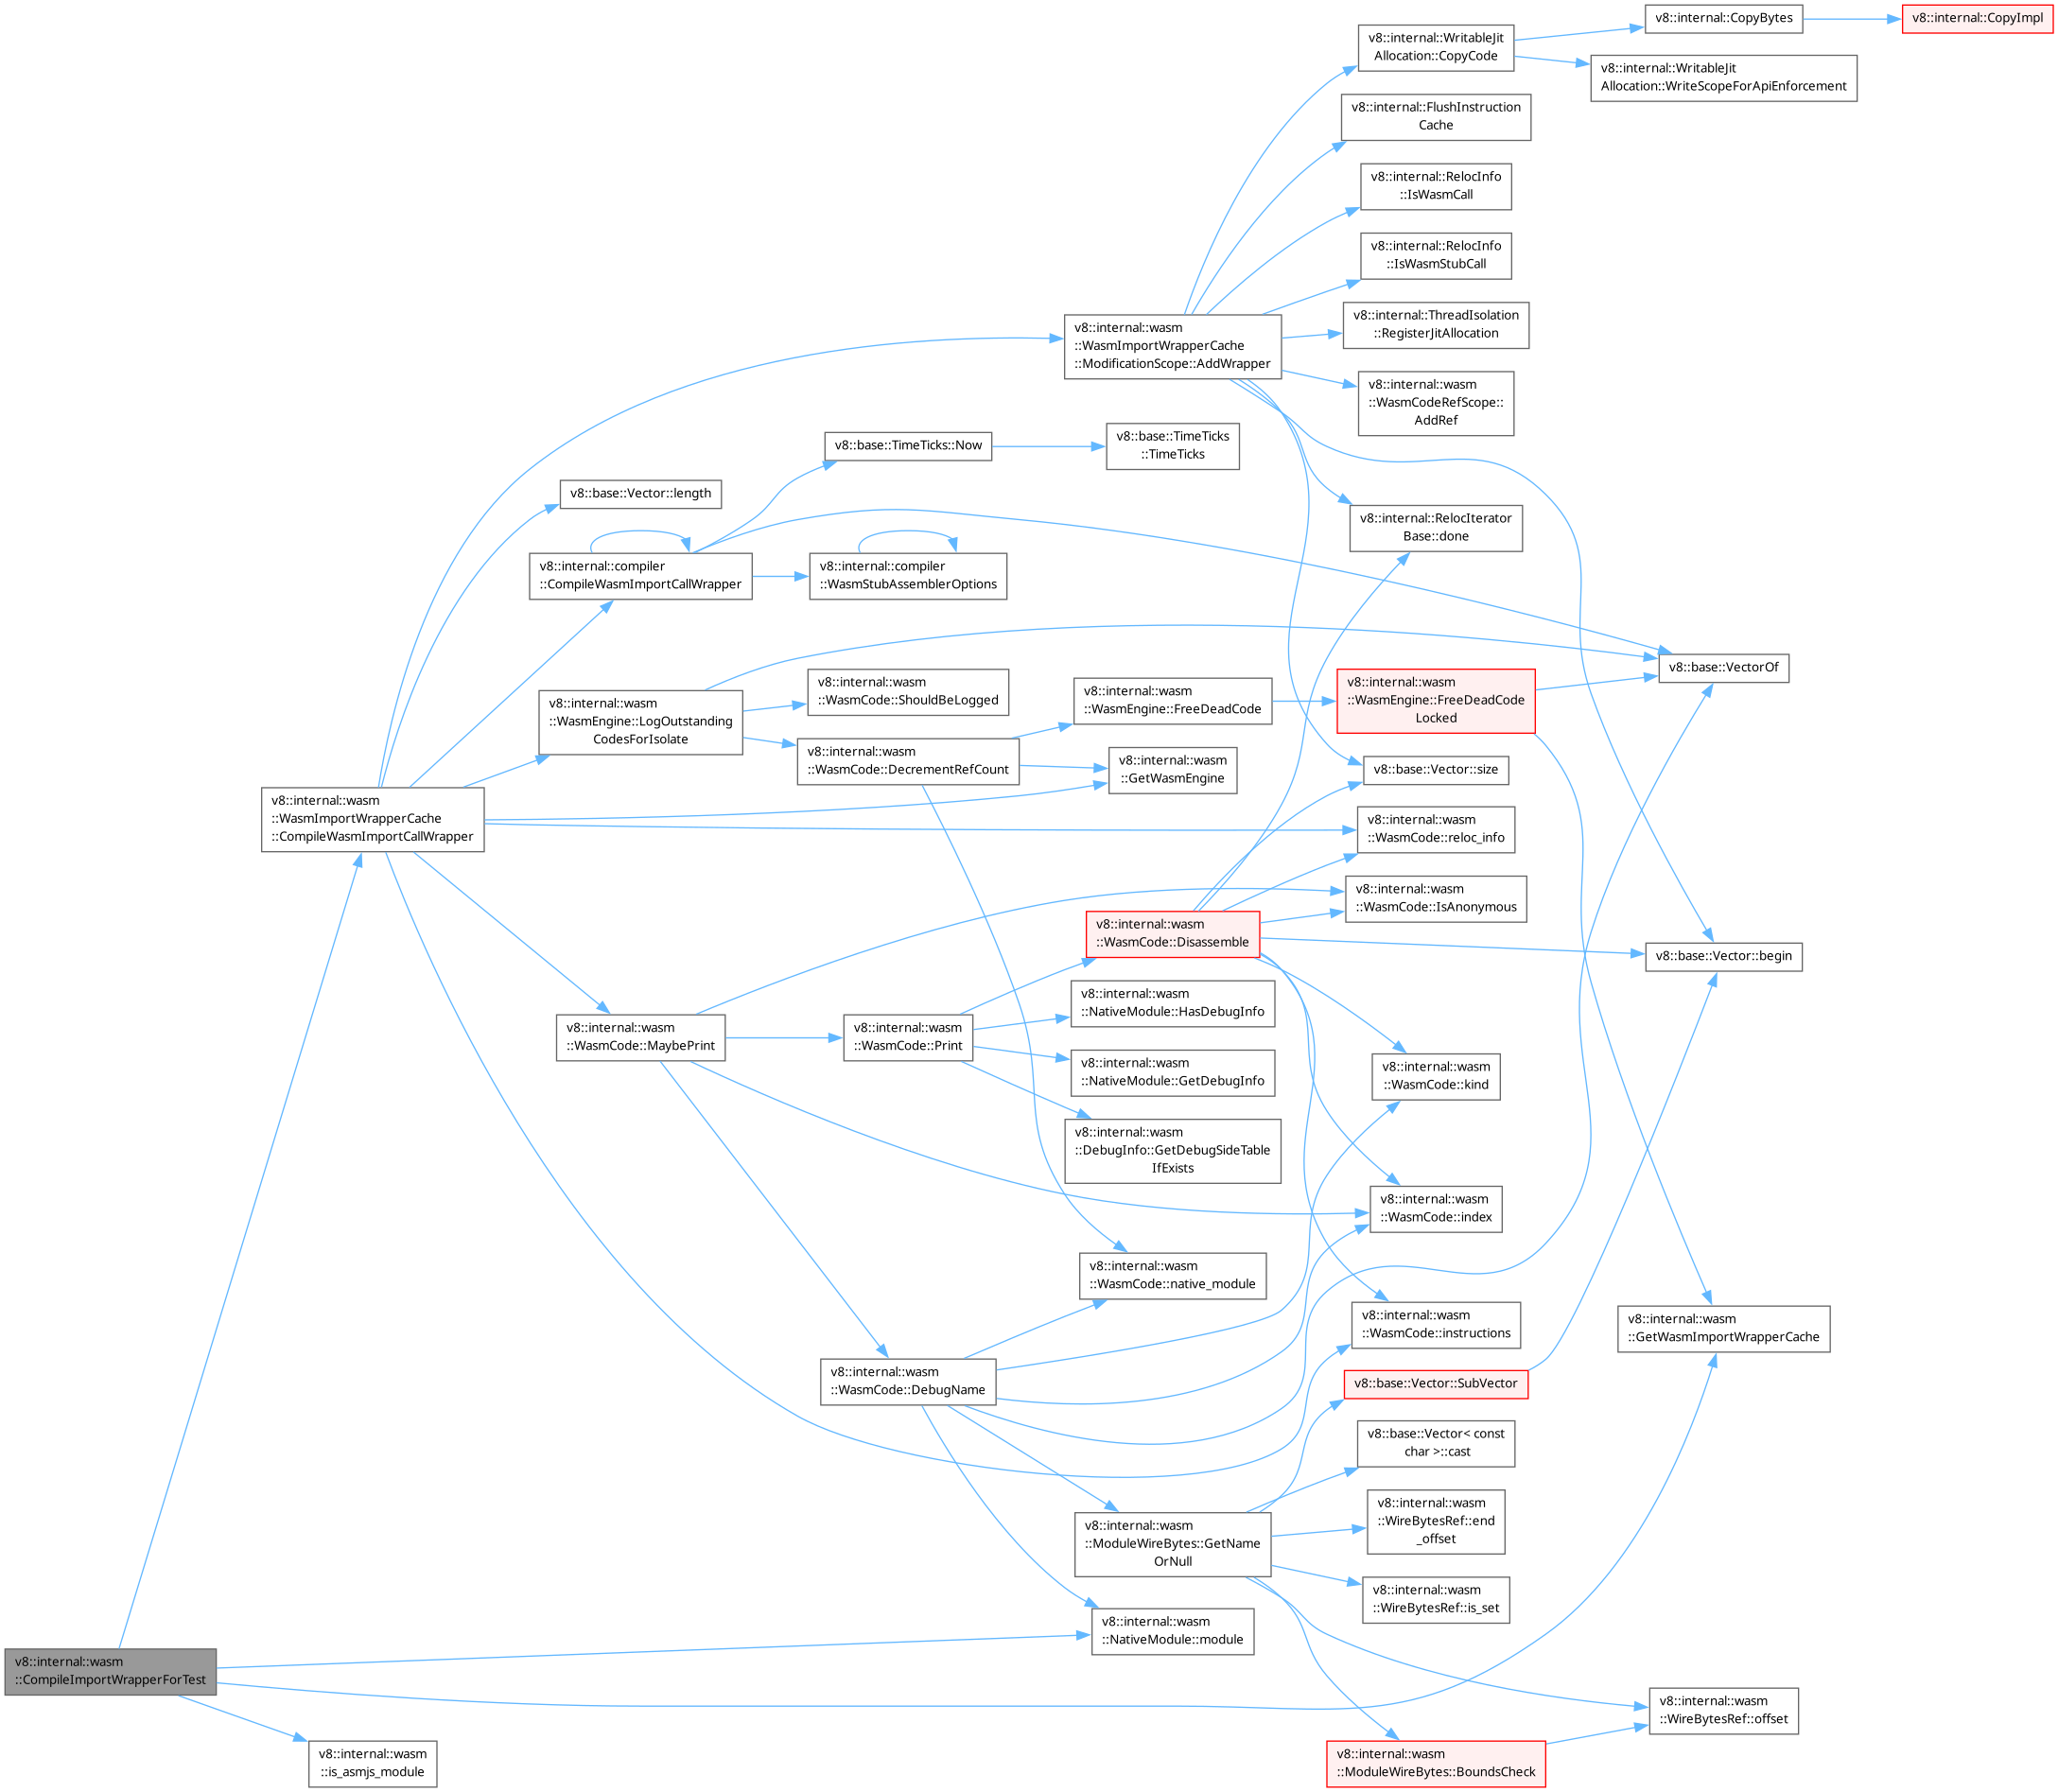 v8::internal::CopyBytes
v8::internal::CopyImpl
v8::internal::WritableJit
Allocation::CopyCode
v8::internal::WritableJit
Allocation::WriteScopeForApiEnforcement
v8::internal::FlushInstruction
Cache
v8::internal::RelocInfo
::IsWasmCall
v8::internal::RelocInfo
::IsWasmStubCall
v8::internal::ThreadIsolation
::RegisterJitAllocation
v8::internal::wasm
::WasmImportWrapperCache
::ModificationScope::AddWrapper
v8::internal::wasm
::WasmCodeRefScope::
AddRef
v8::base::TimeTicks::Now
v8::base::TimeTicks
::TimeTicks
v8::base::Vector::length
v8::internal::RelocIterator
Base::done
v8::internal::compiler
::CompileWasmImportCallWrapper
v8::internal::compiler
::WasmStubAssemblerOptions
v8::base::VectorOf
v8::internal::wasm
::WasmEngine::LogOutstanding
CodesForIsolate
v8::internal::wasm
::WasmCode::ShouldBeLogged
v8::internal::wasm
::WasmEngine::FreeDeadCode
v8::internal::wasm
::WasmEngine::FreeDeadCode
Locked
v8::internal::wasm
::WasmCode::DecrementRefCount
v8::internal::wasm
::GetWasmEngine
v8::base::Vector::size
v8::internal::wasm
::WasmImportWrapperCache
::CompileWasmImportCallWrapper
v8::internal::wasm
::WasmCode::reloc_info
v8::internal::wasm
::WasmCode::IsAnonymous
v8::internal::wasm
::WasmCode::Disassemble
v8::base::Vector::begin
v8::internal::wasm
::NativeModule::HasDebugInfo
v8::internal::wasm
::WasmCode::MaybePrint
v8::internal::wasm
::WasmCode::Print
v8::internal::wasm
::NativeModule::GetDebugInfo
v8::internal::wasm
::WasmCode::kind
v8::internal::wasm
::DebugInfo::GetDebugSideTable
IfExists
v8::internal::wasm
::WasmCode::index
v8::internal::wasm
::WasmCode::native_module
v8::internal::wasm
::WasmCode::instructions
v8::internal::wasm
::GetWasmImportWrapperCache
v8::internal::wasm
::WasmCode::DebugName
v8::base::Vector::SubVector
v8::base::Vector< const
char >::cast
v8::internal::wasm
::WireBytesRef::end
_offset
v8::internal::wasm
::ModuleWireBytes::GetName
OrNull
v8::internal::wasm
::WireBytesRef::is_set
v8::internal::wasm
::NativeModule::module
v8::internal::wasm
::CompileImportWrapperForTest
v8::internal::wasm
::WireBytesRef::offset
v8::internal::wasm
::is_asmjs_module
v8::internal::wasm
::ModuleWireBytes::BoundsCheck